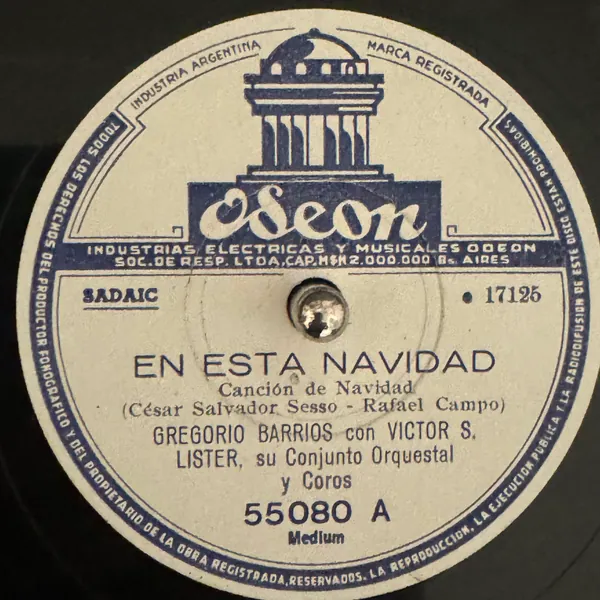 INDUSTRIA ARGENTINA
MARCA REGISTRADA
Odeon
INDUSTRIAS ELECTRICAS Y MUSICALES ODEON
SOC. DE RESP. LTDA, CAP. M$N 2.000.000 Bs. AIRES
SADAIC
• 17125
EN ESTA NAVIDAD
Canción de Navidad
(César Salvador Sesso - Rafael Campo)
GREGORIO BARRIOS con VICTOR S.
LISTER, su Conjunto Orquestal
y Coros
55080 A
Medium
TODOS LOS DERECHOS DEL PRODUCTOR FONOGRAFICO Y DEL PROPIETARIO DE LA OBRA REGISTRADA, RESERVADOS. LA REPRODUCCION, LA EJECUCION PUBLICA Y LA RADIODIFUSION DE ESTE DISCO ESTAN PROHIBIDAS